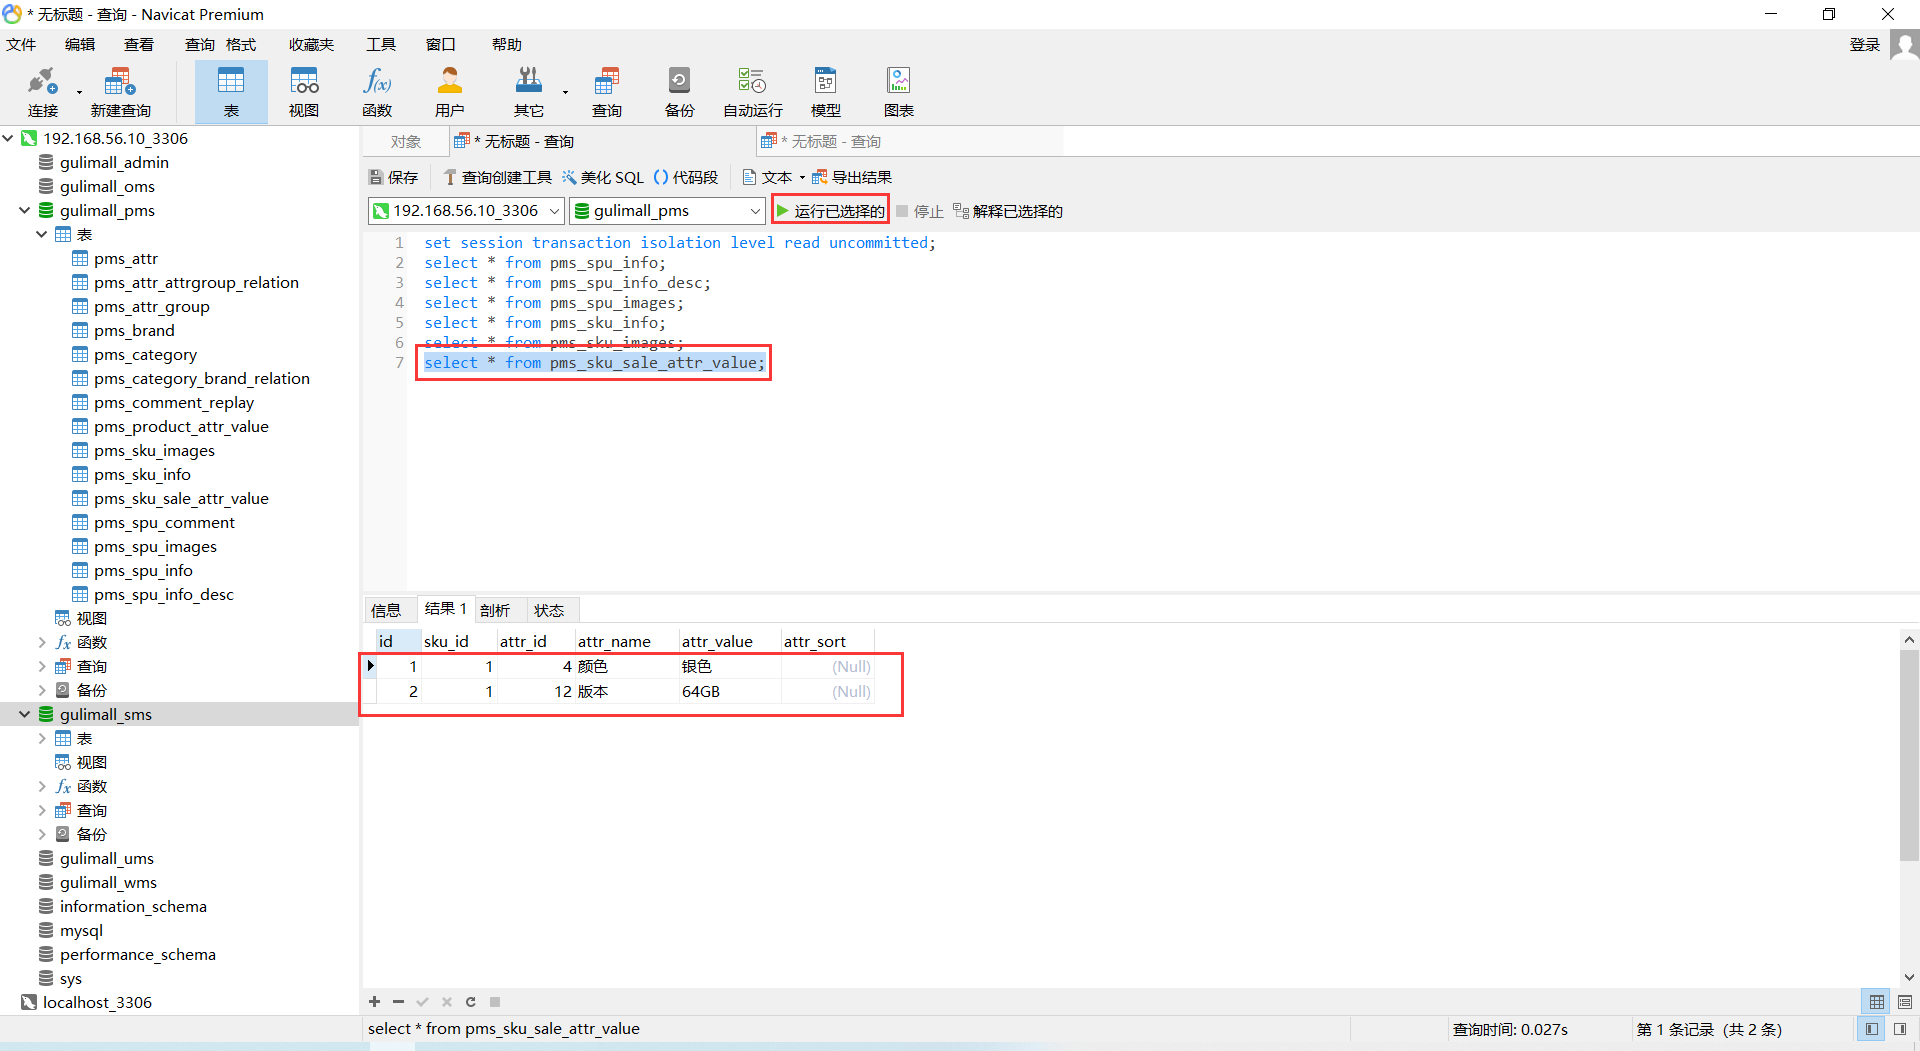 * 无标题 - 查询 - Navicat Premium
文件 编辑 查看 查询 格式 收藏夹 工具 窗口 帮助 登录
连接 新建查询 表 视图 函数 用户 其它 查询 备份 自动运行 模型 图表
192.168.56.10_3306
gulimall_admin
gulimall_oms
gulimall_pms
表
pms_attr
pms_attr_attrgroup_relation
pms_attr_group
pms_brand
pms_category
pms_category_brand_relation
pms_comment_replay
pms_product_attr_value
pms_sku_images
pms_sku_info
pms_sku_sale_attr_value
pms_spu_comment
pms_spu_images
pms_spu_info
pms_spu_info_desc
视图
函数
查询
备份
gulimall_sms
表
视图
函数
查询
备份
gulimall_ums
gulimall_wms
information_schema
mysql
performance_schema
sys
localhost_3306
对象 * 无标题 - 查询 * 无标题 - 查询
保存 查询创建工具 美化 SQL () 代码段 文本 导出结果
192.168.56.10_3306 gulimall_pms 运行已选择的 停止 解释已选择的
1 set session transaction isolation level read uncommitted;
2 select * from pms_spu_info;
3 select * from pms_spu_info_desc;
4 select * from pms_spu_images;
5 select * from pms_sku_info;
6 select * from pms_sku_images;
7 select * from pms_sku_sale_attr_value;
信息 结果 1 剖析 状态
id sku_id attr_id attr_name attr_value attr_sort
1 1 4 颜色 银色 (Null)
2 1 12 版本 64GB (Null)
select * from pms_sku_sale_attr_value 查询时间: 0.027s 第 1 条记录 (共 2 条)